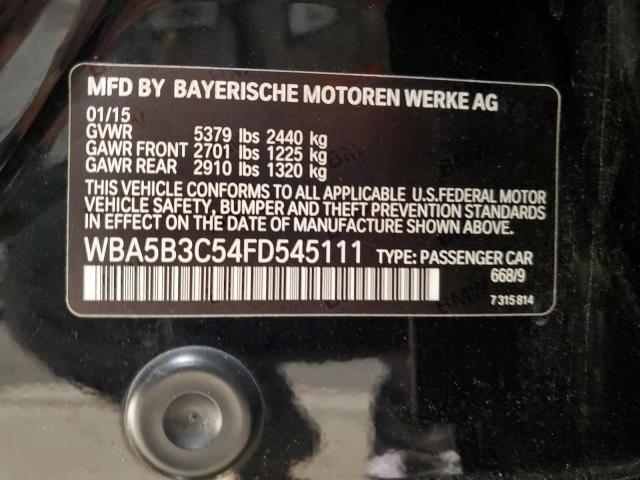 MFD BY BAYERISCHE MOTOREN WERKE AG
01/15
GVWR 5379 lbs 2440 kg
GAWR FRONT 2701 lbs 1225 kg
GAWR REAR 2910 lbs 1320 kg
THIS VEHICLE CONFORMS TO ALL APPLICABLE U.S.FEDERAL MOTOR
VEHICLE SAFETY, BUMPER AND THEFT PREVENTION STANDARDS
IN EFFECT ON THE DATE OF MANUFACTURE SHOWN ABOVE.
WBA5B3C54FD545111 TYPE: PASSENGER CAR
668/9
7315814